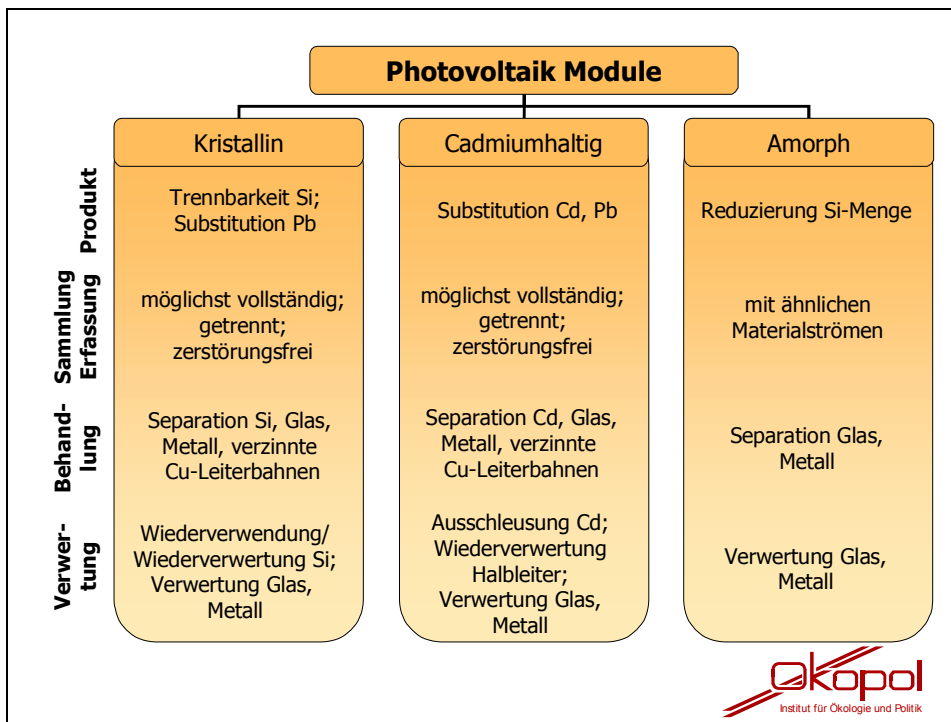 Photovoltaik Module
Kristallin
Cadmiumhaltig
Amorph
Produkt
Trennbarkeit Si;
Substitution Pb
Substitution Cd, Pb
Reduzierung Si-Menge
Sammlung
Erfassung
möglichst vollständig;
getrennt;
zerstörungsfrei
möglichst vollständig;
getrennt;
zerstörungsfrei
mit ähnlichen
Materialströmen
Behand-
lung
Separation Si, Glas,
Metall, verzinnte
Cu-Leiterbahnen
Separation Cd, Glas,
Metall, verzinnte
Cu-Leiterbahnen
Separation Glas,
Metall
Verwer-
tung
Wiederverwendung/
Wiederverwertung Si;
Verwertung Glas,
Metall
Ausschleusung Cd;
Wiederverwertung
Halbleiter;
Verwertung Glas,
Metall
Verwertung Glas,
Metall
Ökopol
Institut für Ökologie und Politik